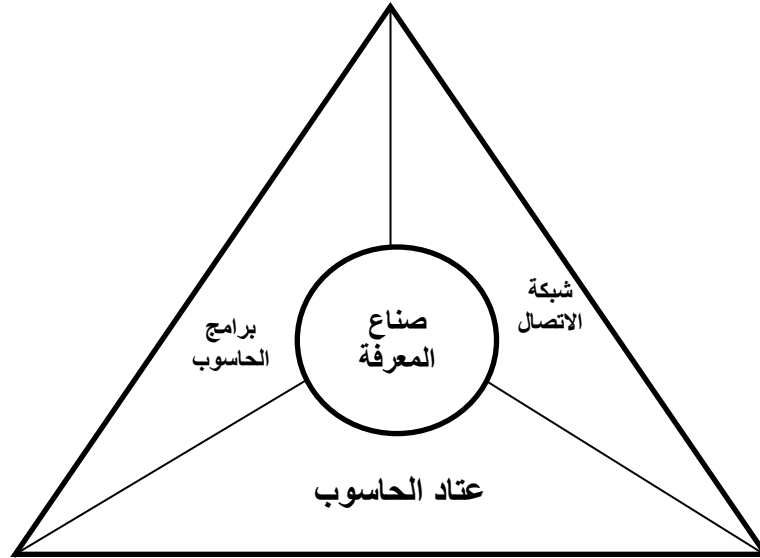 شبكة
الاتصال
صناع
المعرفة
برامج
الحاسوب
عتاد الحاسوب